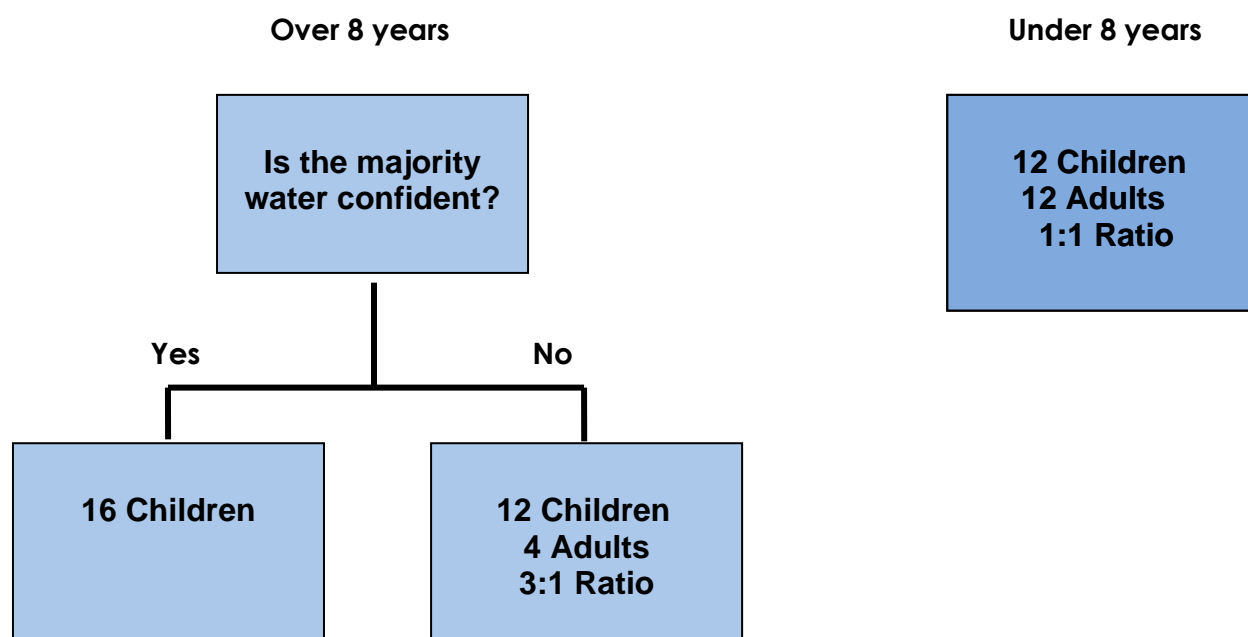 Over 8 years
Under 8 years
Is the majority
water confident?
12 Children
12 Adults
1:1 Ratio
Yes
No
16 Children
12 Children
4 Adults
3:1 Ratio